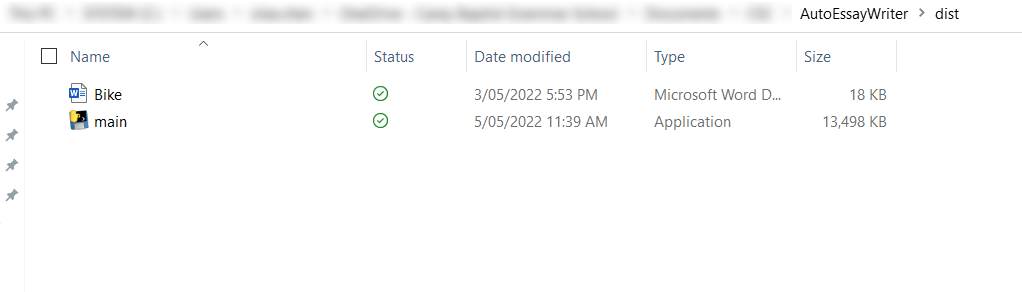 AutoEssayWriter > dist
Name Status Date modified Type Size
Bike 3/05/2022 5:53 PM Microsoft Word D... 18 KB
main 5/05/2022 11:39 AM Application 13,498 KB